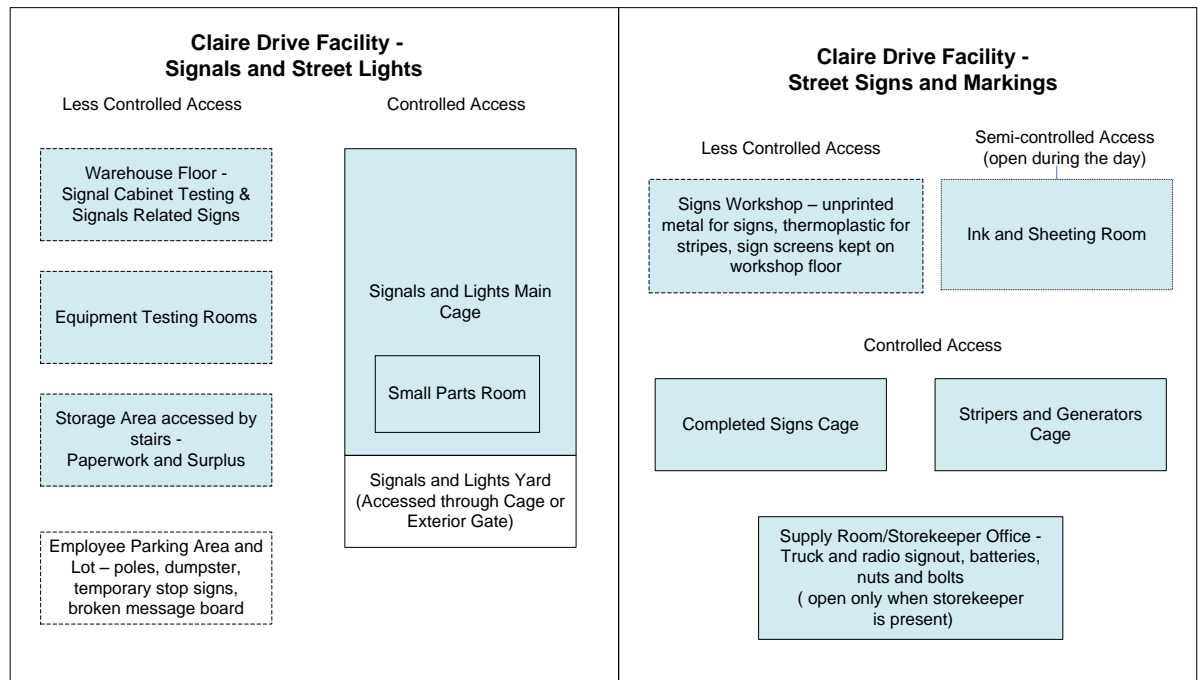 Claire Drive Facility -
Signals and Street Lights
Less Controlled Access
Controlled Access
Warehouse Floor -
Signal Cabinet Testing &
Signals Related Signs
Equipment Testing Rooms
Storage Area accessed by
stairs -
Paperwork and Surplus
Employee Parking Area and
Lot – poles, dumpster,
temporary stop signs,
broken message board
Signals and Lights Main
Cage
Small Parts Room
Signals and Lights Yard
(Accessed through Cage or
Exterior Gate)
Claire Drive Facility -
Street Signs and Markings
Less Controlled Access
Semi-controlled Access
(open during the day)
Signs Workshop – unprinted
metal for signs, thermoplastic for
stripes, sign screens kept on
workshop floor
Ink and Sheeting Room
Controlled Access
Completed Signs Cage
Stripers and Generators
Cage
Supply Room/Storekeeper Office -
Truck and radio signout, batteries,
nuts and bolts
( open only when storekeeper
is present)